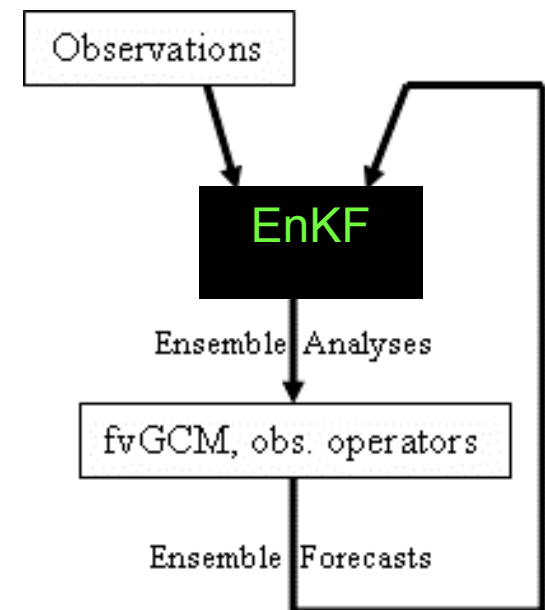 Observations
EnKF
Ensemble Analyses
fvGCM, obs. operators
Ensemble Forecasts